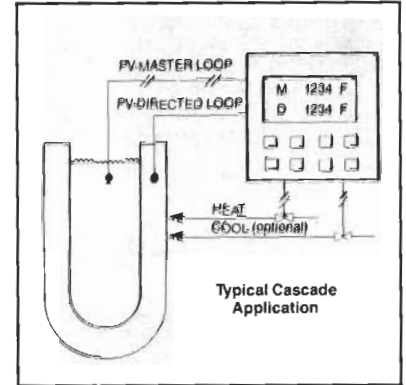 PV-MASTER LOOP
PV-DIRECTED LOOP
M 1234 F
D 1234 F
HEAT
COOL (optional)
Typical Cascade
Application